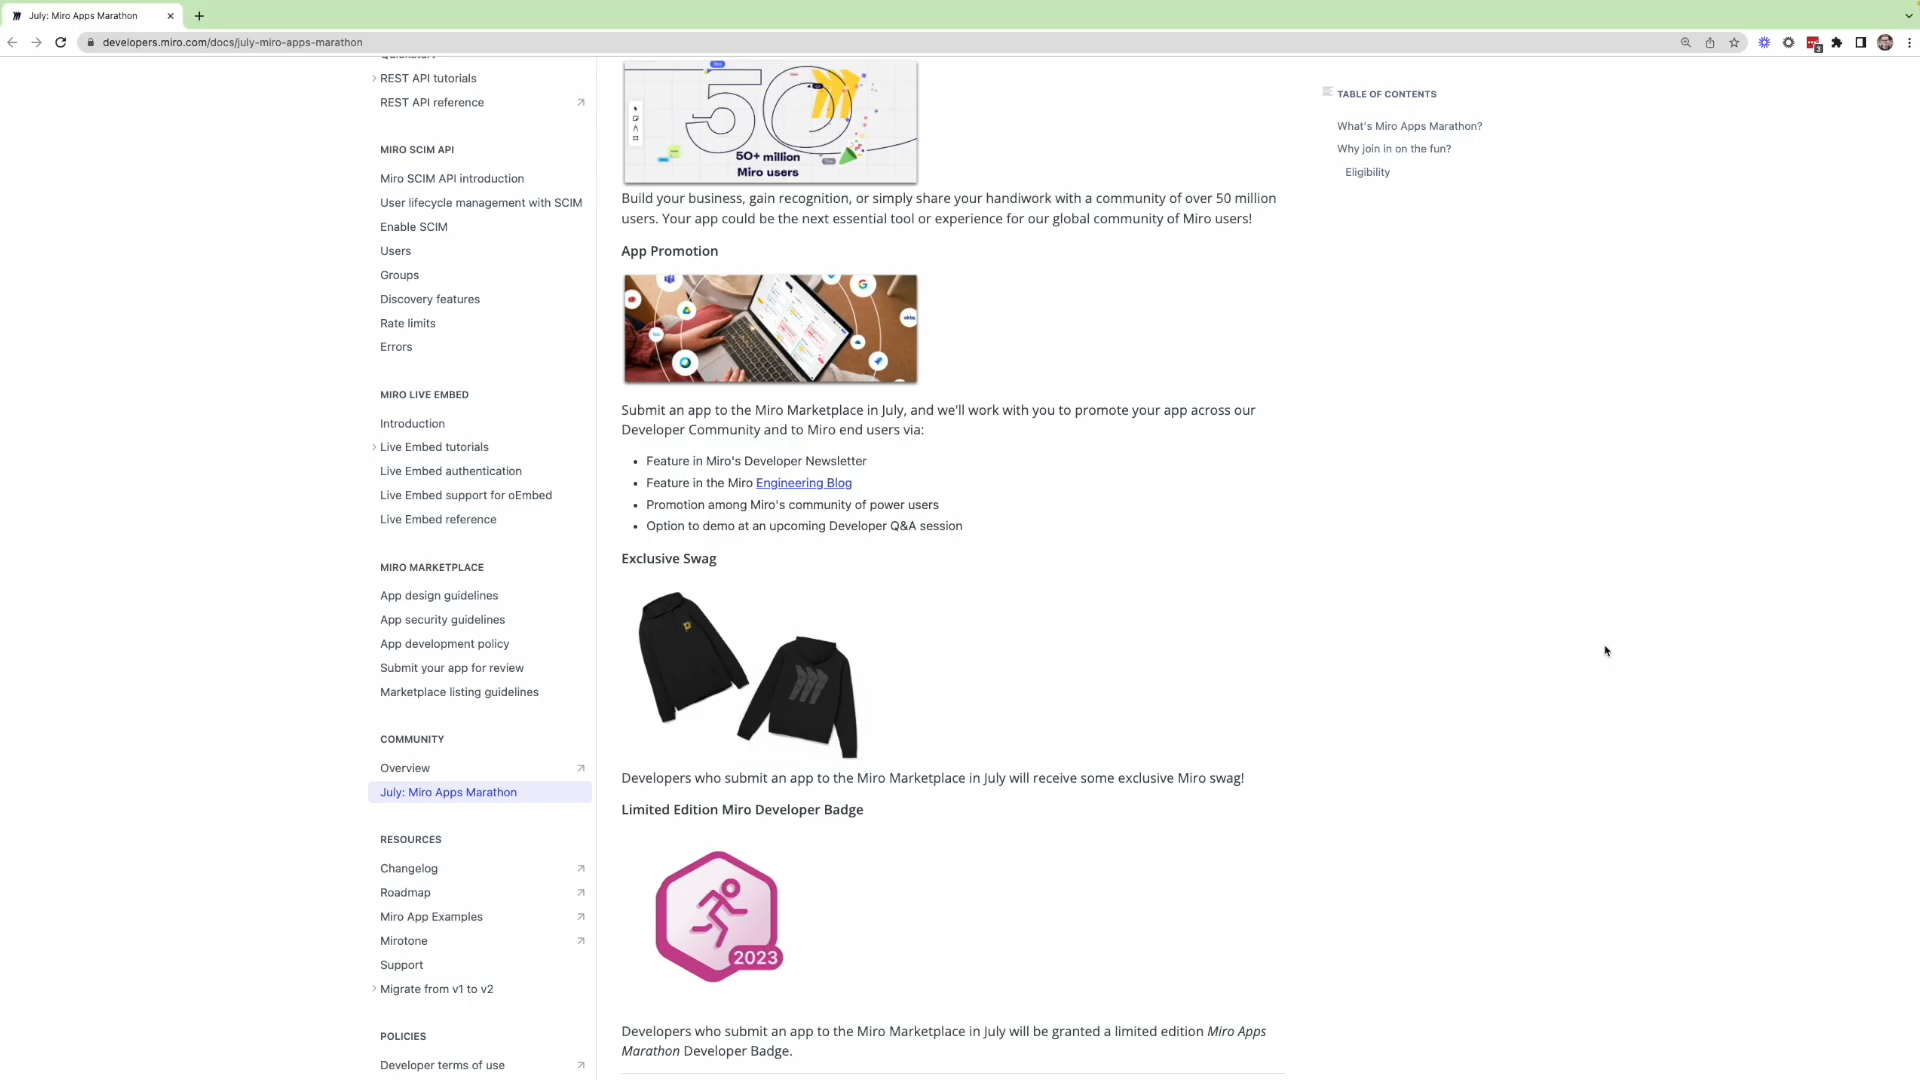 July: Miro Apps Marathon
developers.miro.com/docs/july-miro-apps-marathon
REST API tutorials
REST API reference
MIRO SCIM API
Miro SCIM API introduction
User lifecycle management with SCIM
Enable SCIM
Users
Groups
Discovery features
Rate limits
Errors
MIRO LIVE EMBED
Introduction
Live Embed tutorials
Live Embed authentication
Live Embed support for oEmbed
Live Embed reference
MIRO MARKETPLACE
App design guidelines
App security guidelines
App development policy
Submit your app for review
Marketplace listing guidelines
COMMUNITY
Overview
July: Miro Apps Marathon
RESOURCES
Changelog
Roadmap
Miro App Examples
Mirotone
Support
Migrate from v1 to v2
POLICIES
Developer terms of use
50
50+ million
Miro users
Build your business, gain recognition, or simply share your handiwork with a community of over 50 million
users. Your app could be the next essential tool or experience for our global community of Miro users!
App Promotion
Submit an app to the Miro Marketplace in July, and we'll work with you to promote your app across our
Developer Community and to Miro end users via:
• Feature in Miro's Developer Newsletter
• Feature in the Miro Engineering Blog
• Promotion among Miro's community of power users
• Option to demo at an upcoming Developer Q&A session
Exclusive Swag
Developers who submit an app to the Miro Marketplace in July will receive some exclusive Miro swag!
Limited Edition Miro Developer Badge
2023
Developers who submit an app to the Miro Marketplace in July will be granted a limited edition Miro Apps
Marathon Developer Badge.
TABLE OF CONTENTS
What's Miro Apps Marathon?
Why join in on the fun?
Eligibility